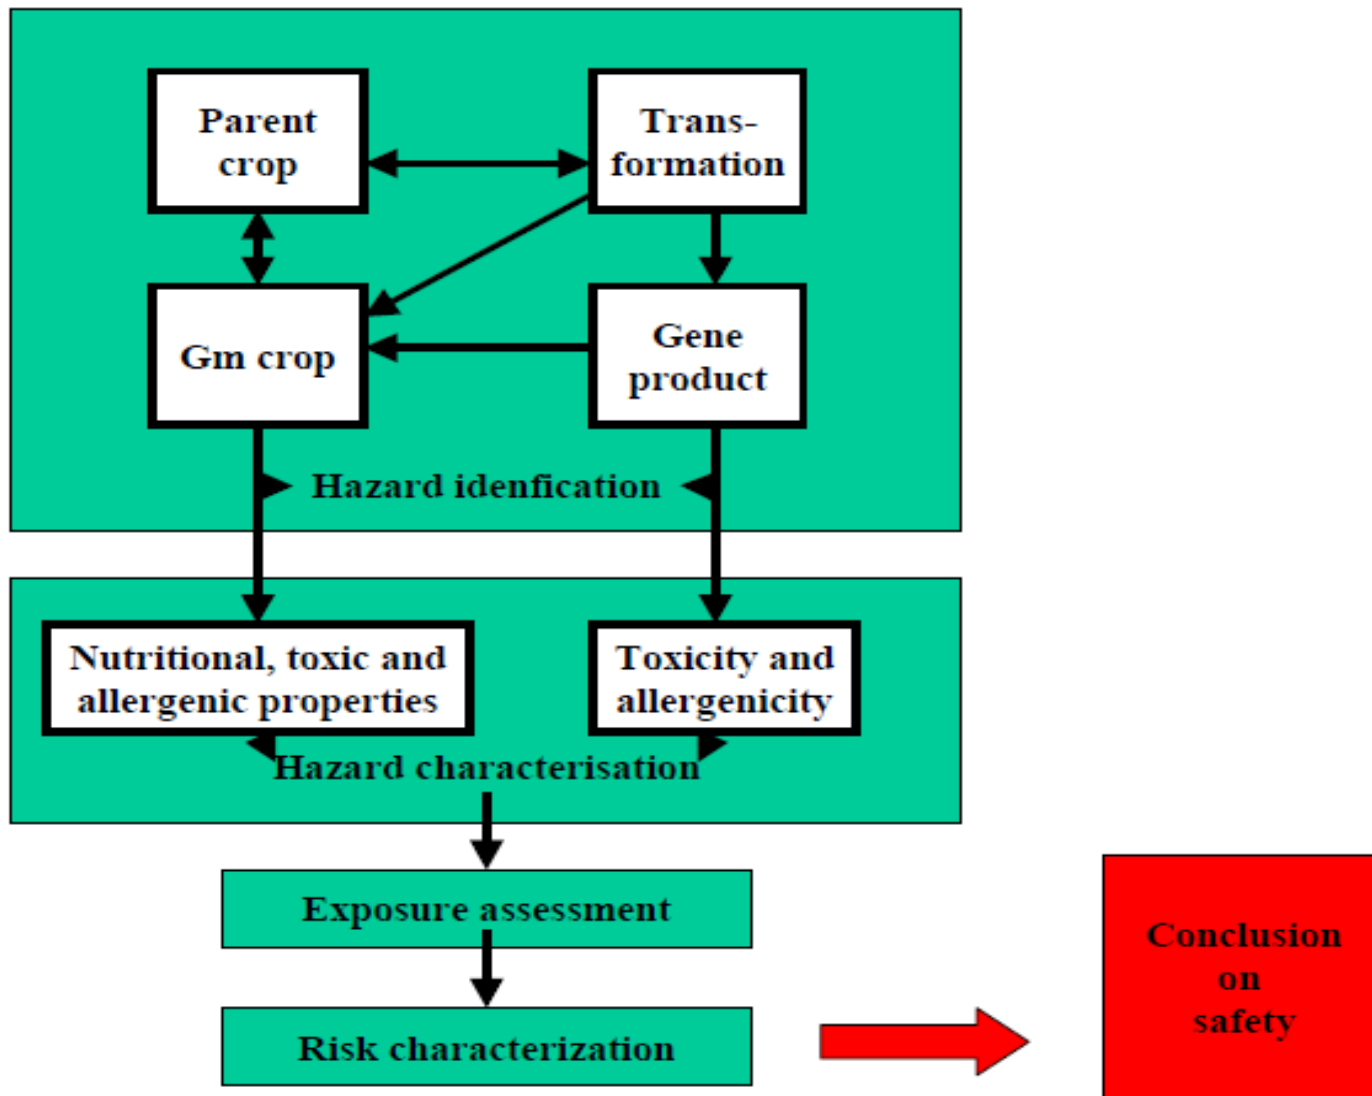 Parent
crop
Trans-
formation
Gm crop
Gene
product
Hazard idenfication
Nutritional, toxic and
allergenic properties
Toxicity and
allergenicity
Hazard characterisation
Exposure assessment
Risk characterization
Conclusion
on
safety